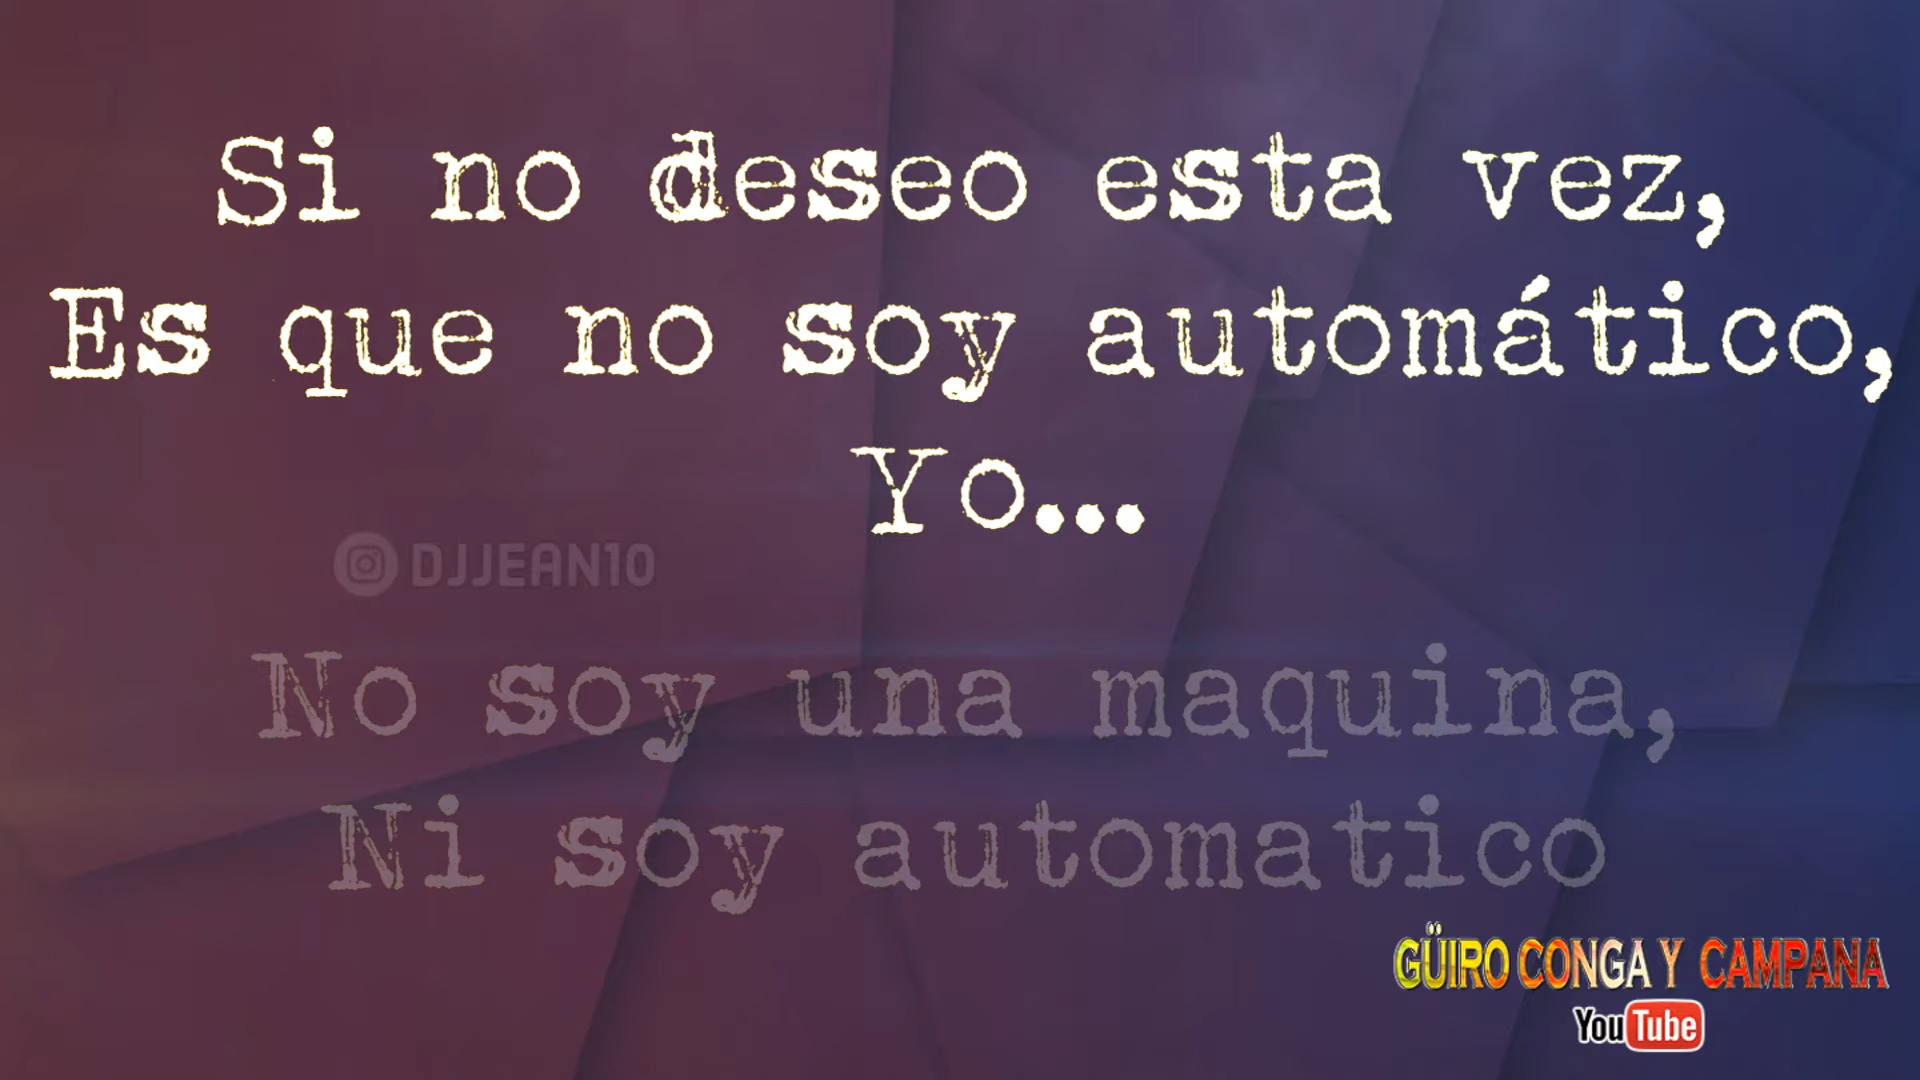 Si no deseo esta vez,
Es que no soy automático,
Yo...
DJJEAN10
No soy una maquina,
Ni soy automatico
GÜIRO CONGA Y CAMPANA
YouTube